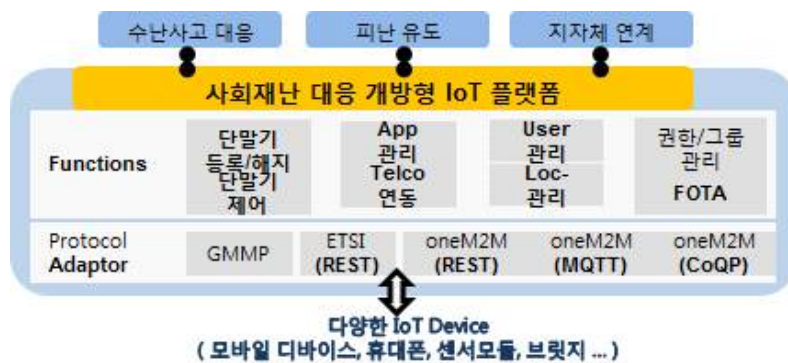 수난사고 대응 피난 유도 지자체 연계
사회재난 대응 개방형 IoT 플랫폼
Functions
단말기
등록/해지
단말기
제어
App
관리
Telco
연동
User
관리
Loc-
관리
권한/그룹
관리
FOTA
Protocol
Adaptor
GMMP
ETSI
(REST)
oneM2M
(REST)
oneM2M
(MQTT)
oneM2M
(CoQP)
다양한 IoT Device
( 모바일 디바이스, 휴대폰, 센서모듈, 브릿지 ... )